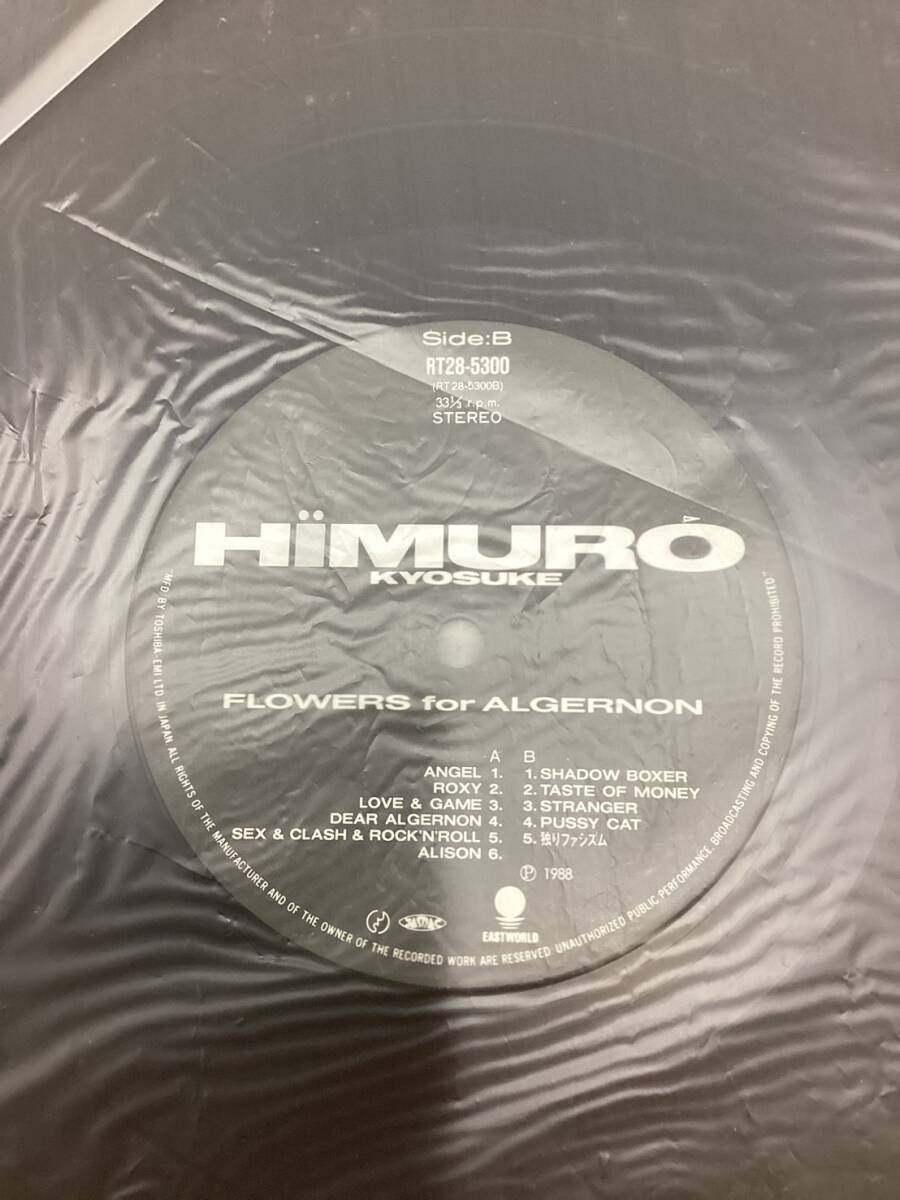 Side:B
RT28-5300
(RT28-5300B)
33⅓ r.p.m.
STEREO
HÏMURO
KYOSUKE
FLOWERS for ALGERNON
A B
ANGEL 1. 1. SHADOW BOXER
ROXY 2. 2. TASTE OF MONEY
LOVE & GAME 3. 3. STRANGER
DEAR ALGERNON 4. 4. PUSSY CAT
SEX & CLASH & ROCK'N'ROLL 5. 5. 独りファシズム
ALISON 6.
Ⓟ 1988
JASRAC
EASTWORLD
"MFD BY TOSHIBA EMI LTD IN JAPAN ALL RIGHTS OF THE MANUFACTURER AND OF THE OWNER OF THE RECORDED WORK ARE RESERVED UNAUTHORIZED PUBLIC PERFORMANCE, BROADCASTING AND COPYING OF THE RECORD PROHIBITED"